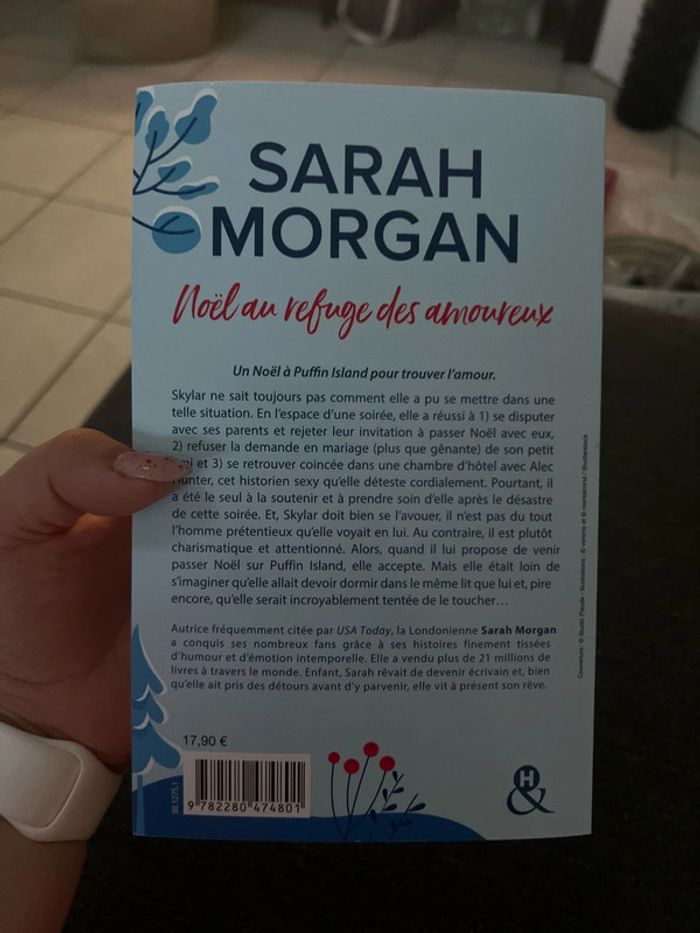 SARAH
MORGAN
Noël au refuge des amoureux
Un Noël à Puffin Island pour trouver l'amour.
Skylar ne sait toujours pas comment elle a pu se mettre dans une
telle situation. En l'espace d'une soirée, elle a réussi à 1) se disputer
avec ses parents et rejeter leur invitation à passer Noël avec eux,
2) refuser la demande en mariage (plus que gênante) de son petit
et 3) se retrouver coincée dans une chambre d'hôtel avec Alec
Hunter, cet historien sexy qu'elle déteste cordialement. Pourtant, il
a été le seul à la soutenir et à prendre soin d'elle après le désastre
de cette soirée. Et, Skylar doit bien se l'avouer, il n'est pas du tout
l'homme prétentieux qu'elle voyait en lui. Au contraire, il est plutôt
charismatique et attentionné. Alors, quand il lui propose de venir
passer Noël sur Puffin Island, elle accepte. Mais elle était loin de
s'imaginer qu'elle allait devoir dormir dans le même lit que lui et, pire
encore, qu'elle serait incroyablement tentée de le toucher…
Autrice fréquemment citée par USA Today, la Londonienne Sarah Morgan
a conquis ses nombreux fans grâce à ses histoires finement tissées
d'humour et d'émotion intemporelle. Elle a vendu plus de 21 millions de
livres à travers le monde. Enfant, Sarah rêvait de devenir écrivain et, bien
qu'elle ait pris des détours avant d'y parvenir, elle vit à présent son rêve.
Couverture : © Studio Piaude - Illustrations : © / Shutterstock
17,90 €
88.1275.1
9 782280 474801
H
&